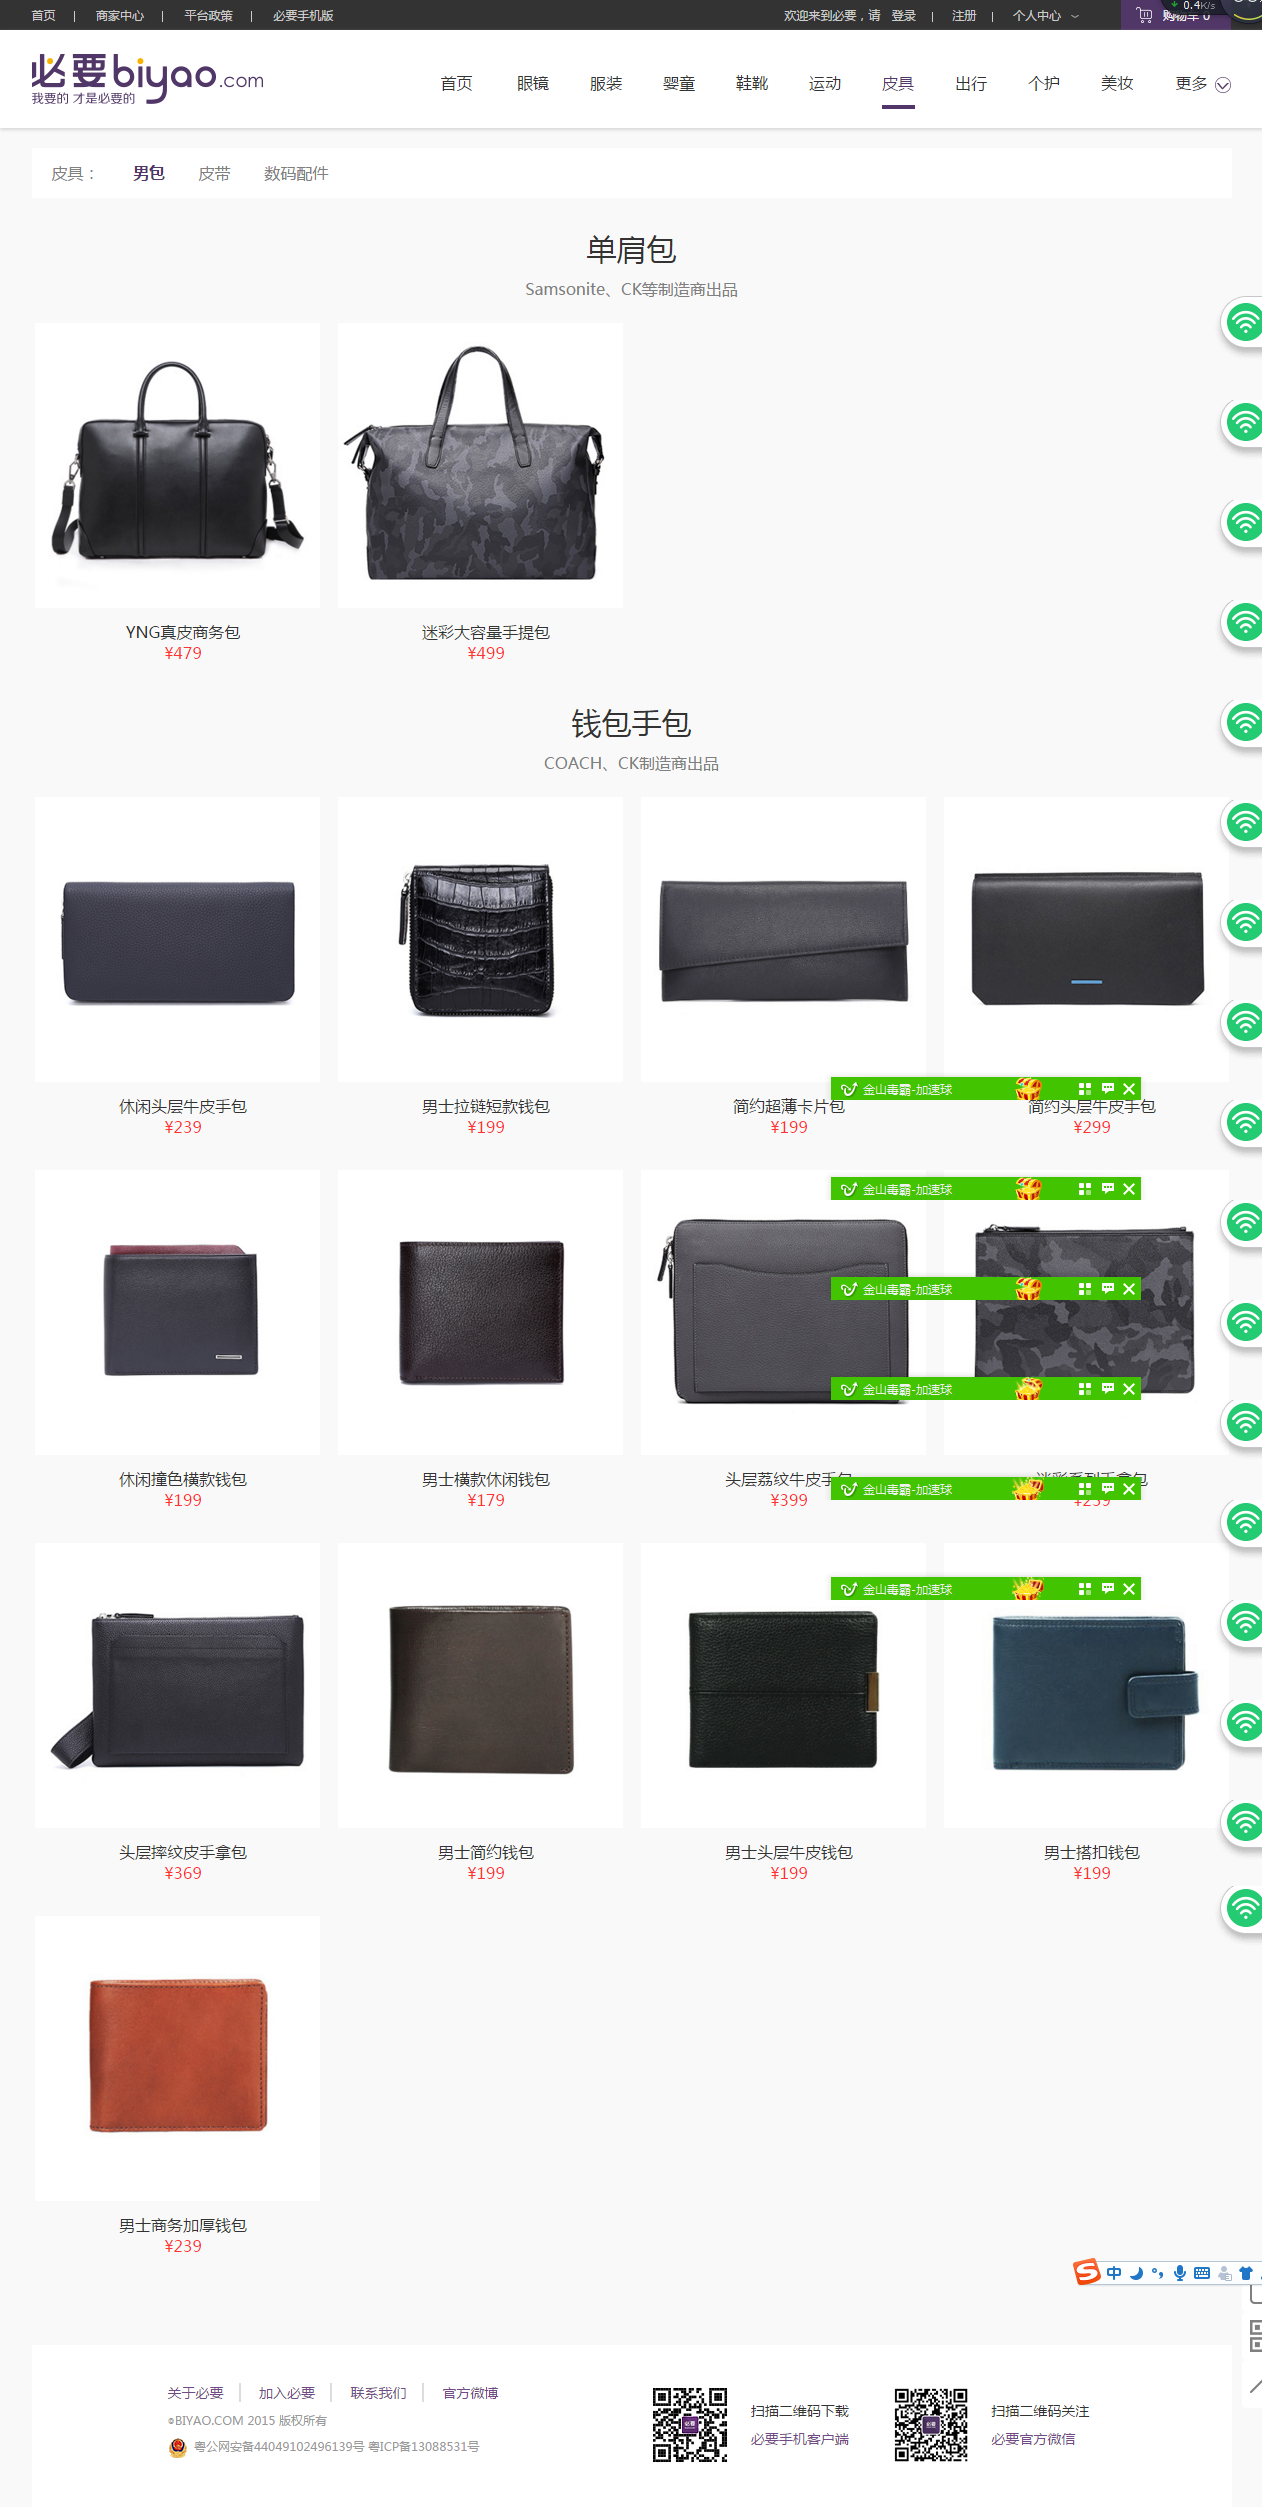 首页 | 商家中心 | 平台政策 | 必要手机版 欢迎来到必要，请 登录 | 注册 | 个人中心
0.4K/s
必要biyao.com
我要的 才是必要的
首页 眼镜 服装 婴童 鞋靴 运动 皮具 出行 个护 美妆 更多
皮具： 男包 皮带 数码配件
单肩包
Samsonite、CK等制造商出品
YNG真皮商务包 迷彩大容量手提包
¥479 ¥499
钱包手包
COACH、CK制造商出品
金山毒霸-加速球
休闲头层牛皮手包 男士拉链短款钱包 简约超薄卡片包 简约头层牛皮手包
¥239 ¥199 ¥199 ¥299
金山毒霸-加速球
金山毒霸-加速球
金山毒霸-加速球
休闲撞色横款钱包 男士横款休闲钱包 头层荔纹牛皮手包 迷彩系列手拿包
金山毒霸-加速球
¥199 ¥179 ¥399
金山毒霸-加速球
头层摔纹皮手拿包 男士简约钱包 男士头层牛皮钱包 男士搭扣钱包
¥369 ¥199 ¥199 ¥199
男士商务加厚钱包
¥239
S 中
关于必要 | 加入必要 | 联系我们 | 官方微博
©BIYAO.COM 2015 版权所有
粤公网安备44049102496139号 粤ICP备13088531号
扫描二维码下载
必要手机客户端
扫描二维码关注
必要官方微信